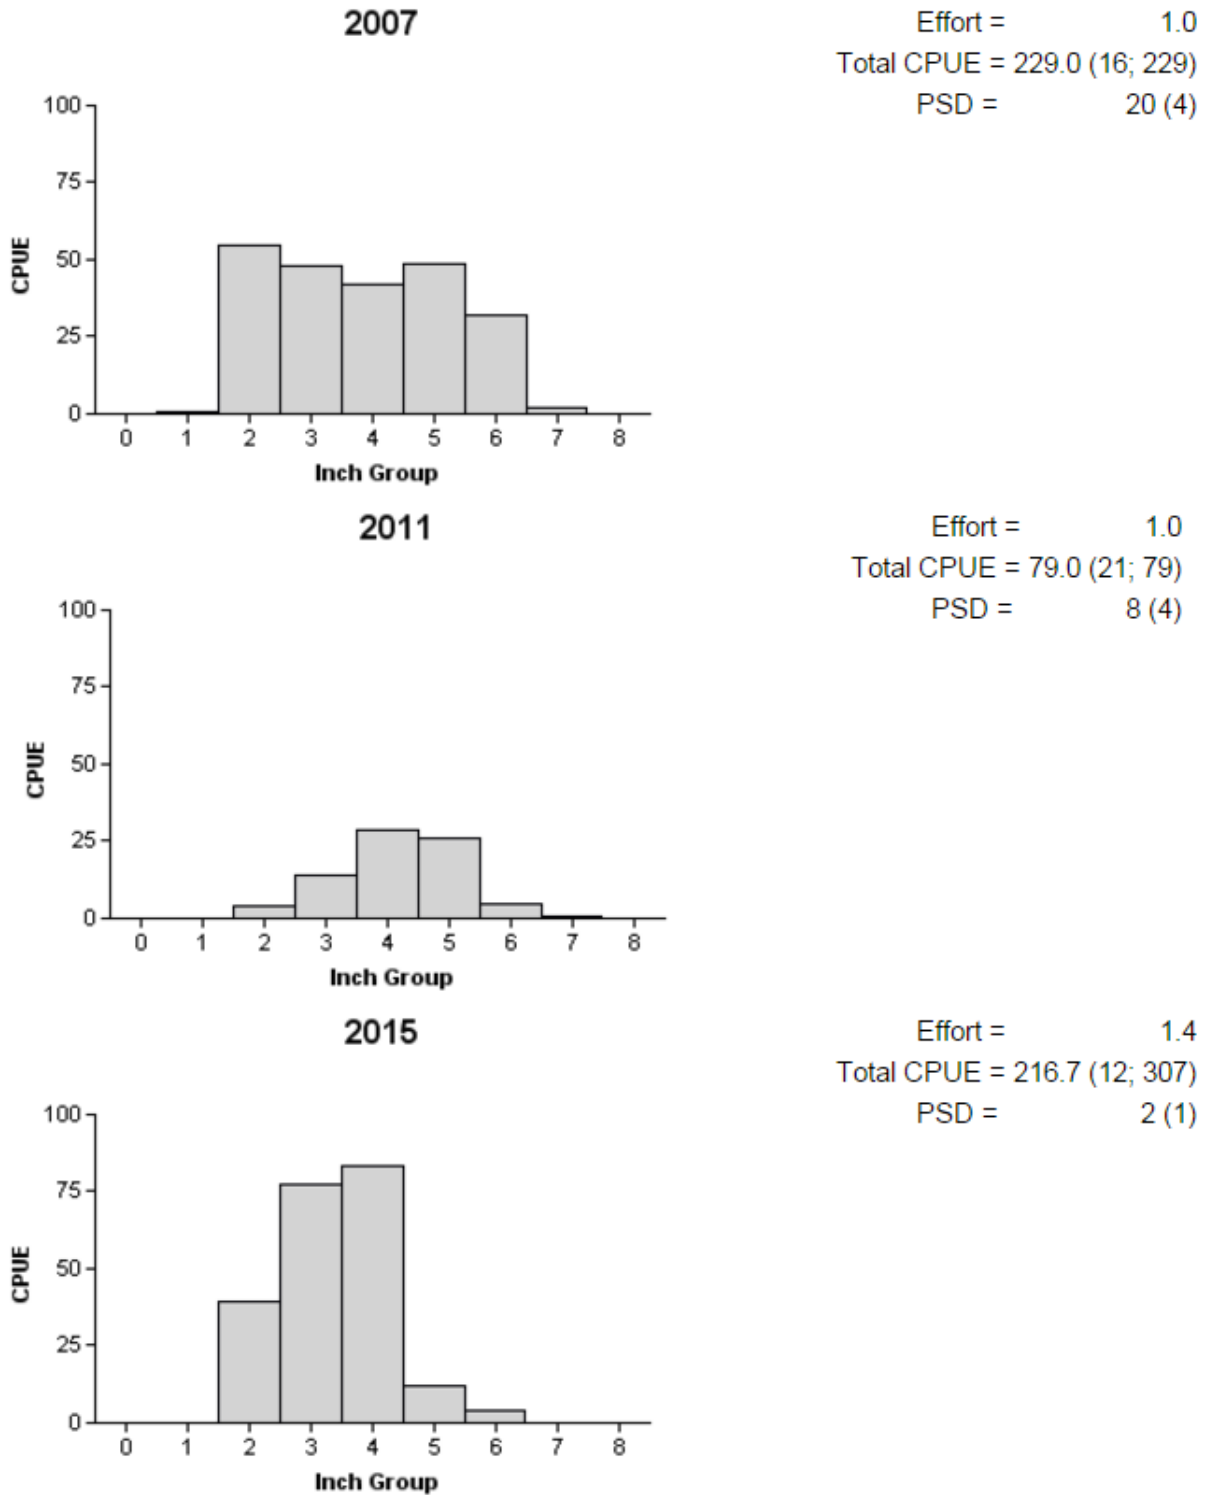 2007
Effort = 1.0
Total CPUE = 229.0 (16; 229)
PSD = 20 (4)
100
75
50
25
0
CPUE
0 1 2 3 4 5 6 7 8
Inch Group
2011
Effort = 1.0
Total CPUE = 79.0 (21; 79)
PSD = 8 (4)
100
75
50
25
0
CPUE
0 1 2 3 4 5 6 7 8
Inch Group
2015
Effort = 1.4
Total CPUE = 216.7 (12; 307)
PSD = 2 (1)
100
75
50
25
0
CPUE
0 1 2 3 4 5 6 7 8
Inch Group